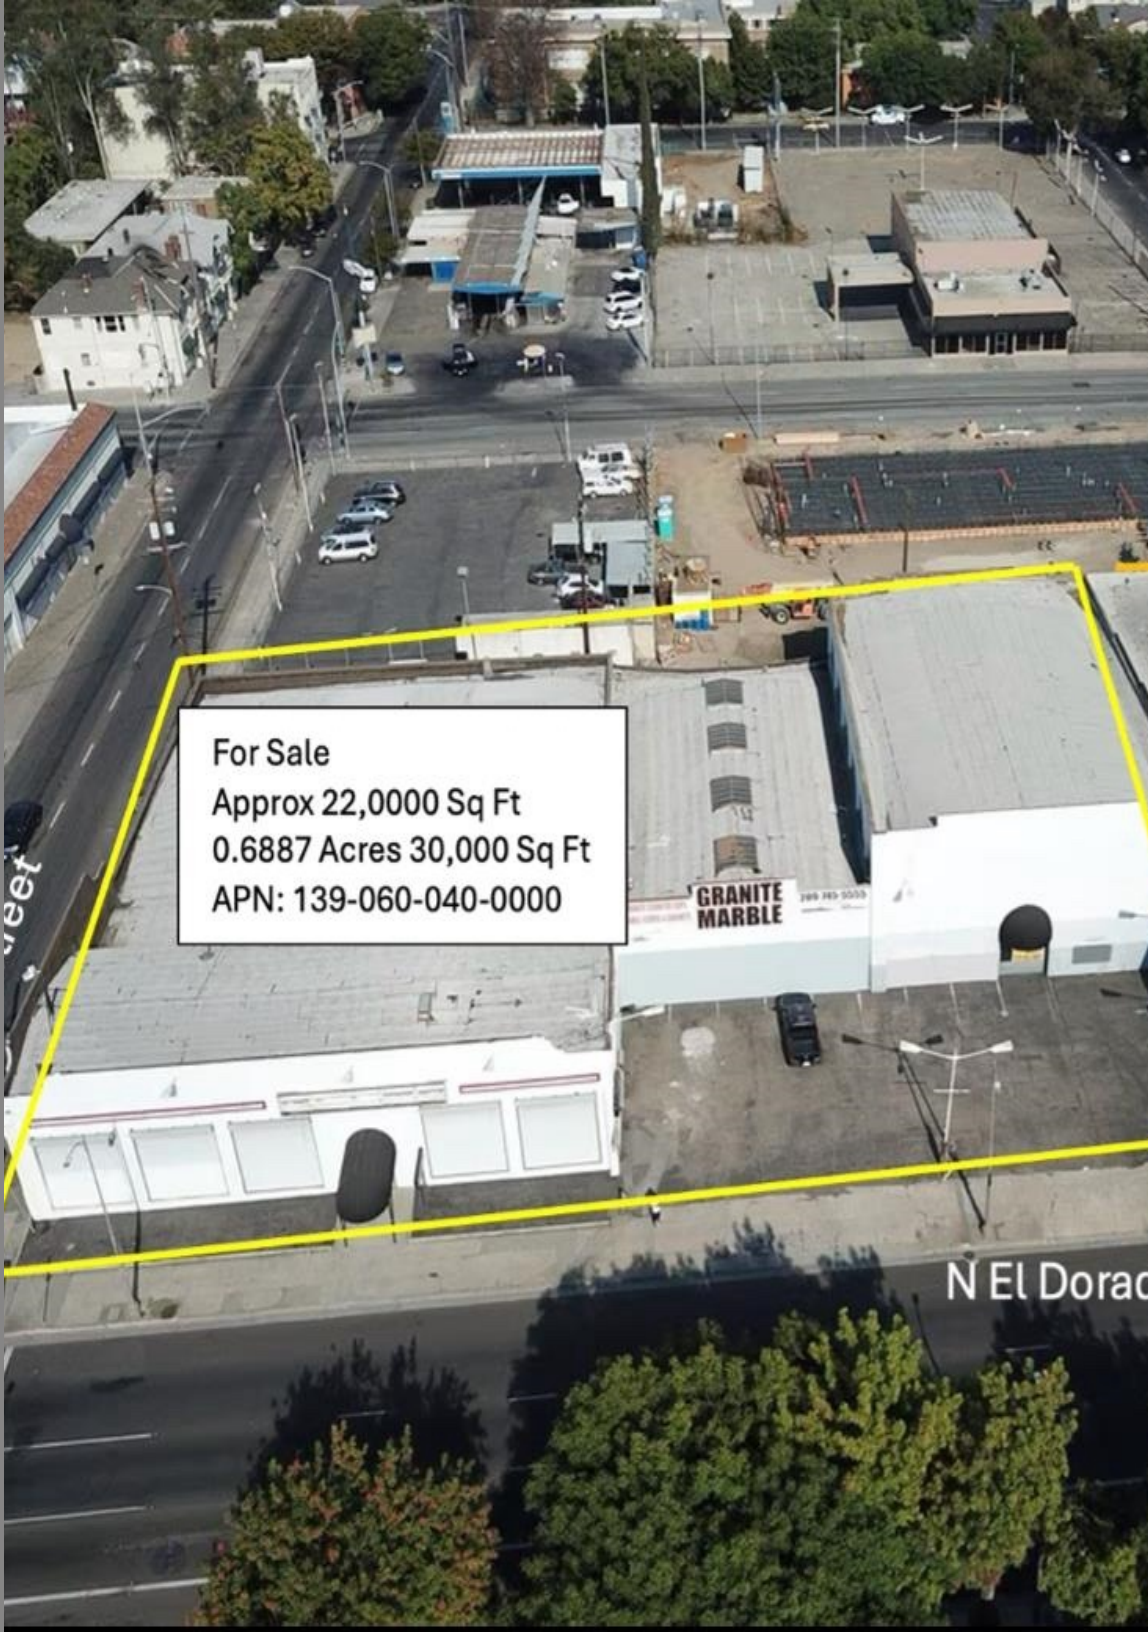 For Sale
Approx 22,0000 Sq Ft
0.6887 Acres 30,000 Sq Ft
APN: 139-060-040-0000
reet
GRANITE
MARBLE
N El Dorad